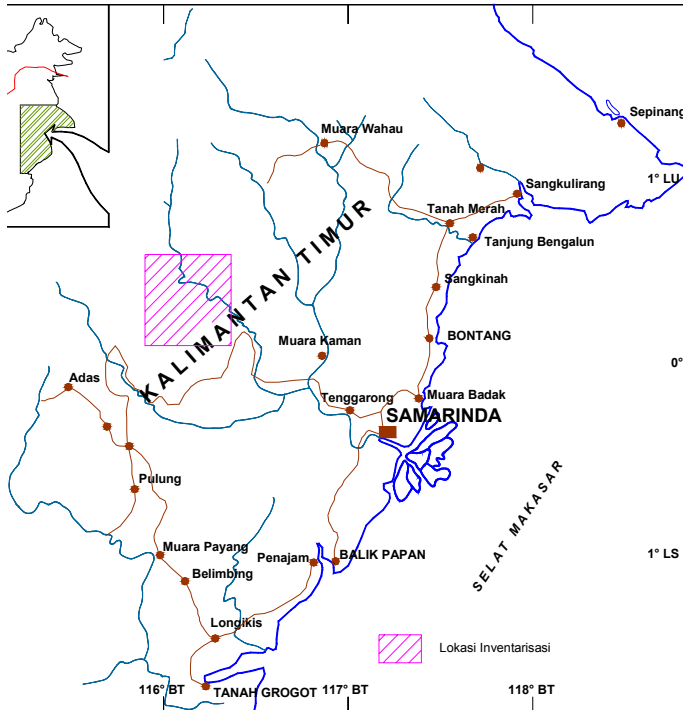 Sepinang
Muara Wahau
1° LU
Sangkulirang
Tanah Merah
Tanjung Bengalun
KALIMANTAN TIMUR
Sangkinah
BONTANG
Muara Kaman
0°
Adas
Tenggarong
Muara Badak
SAMARINDA
Pulung
SELAT MAKASAR
Muara Payang
Penajam
BALIK PAPAN
1° LS
Belimbing
Longikis
Lokasi Inventarisasi
116° BT
117° BT
118° BT
TANAH GROGOT